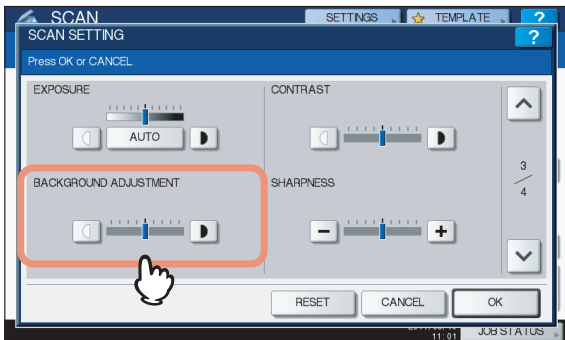 SCAN
SETTINGS
TEMPLATE
?
SCAN SETTING
?
Press OK or CANCEL
EXPOSURE
CONTRAST
AUTO
3
4
BACKGROUND ADJUSTMENT
SHARPNESS
RESET
CANCEL
OK
11:01
JOB STATUS